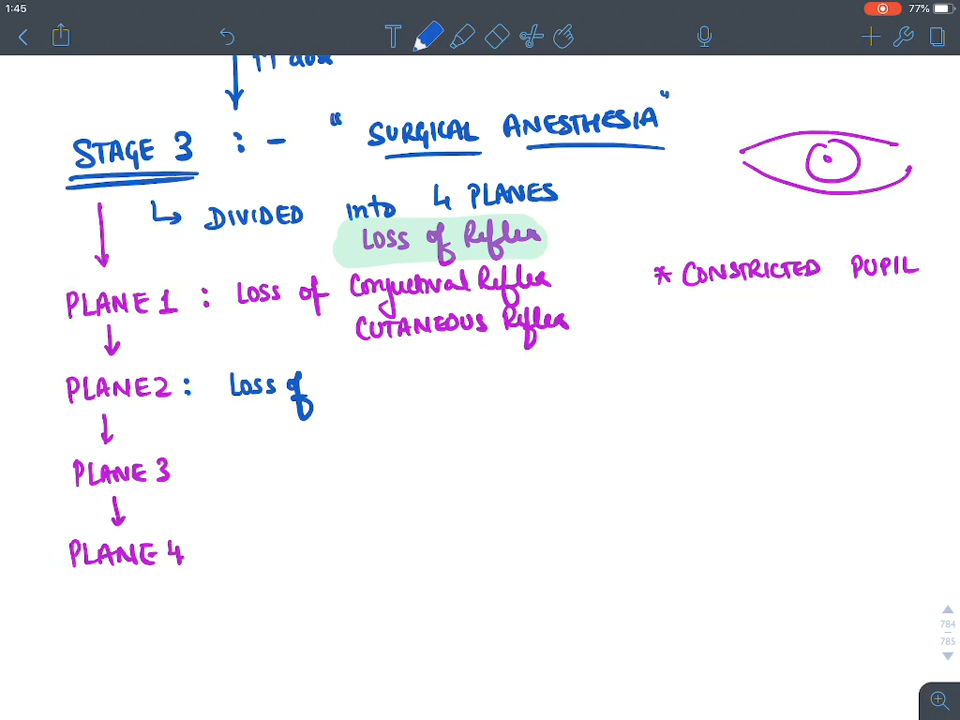 1:45
77%
T
↑↑ dose
STAGE 3 :- "SURGICAL ANESTHESIA"
↳ DIVIDED into 4 PLANES
Loss of Reflex
PLANE 1 : Loss of Conjuctival Reflex
CUTANEOUS Reflex
* CONSTRICTED PUPIL
PLANE 2 : Loss of
PLANE 3
PLANE 4
784
785